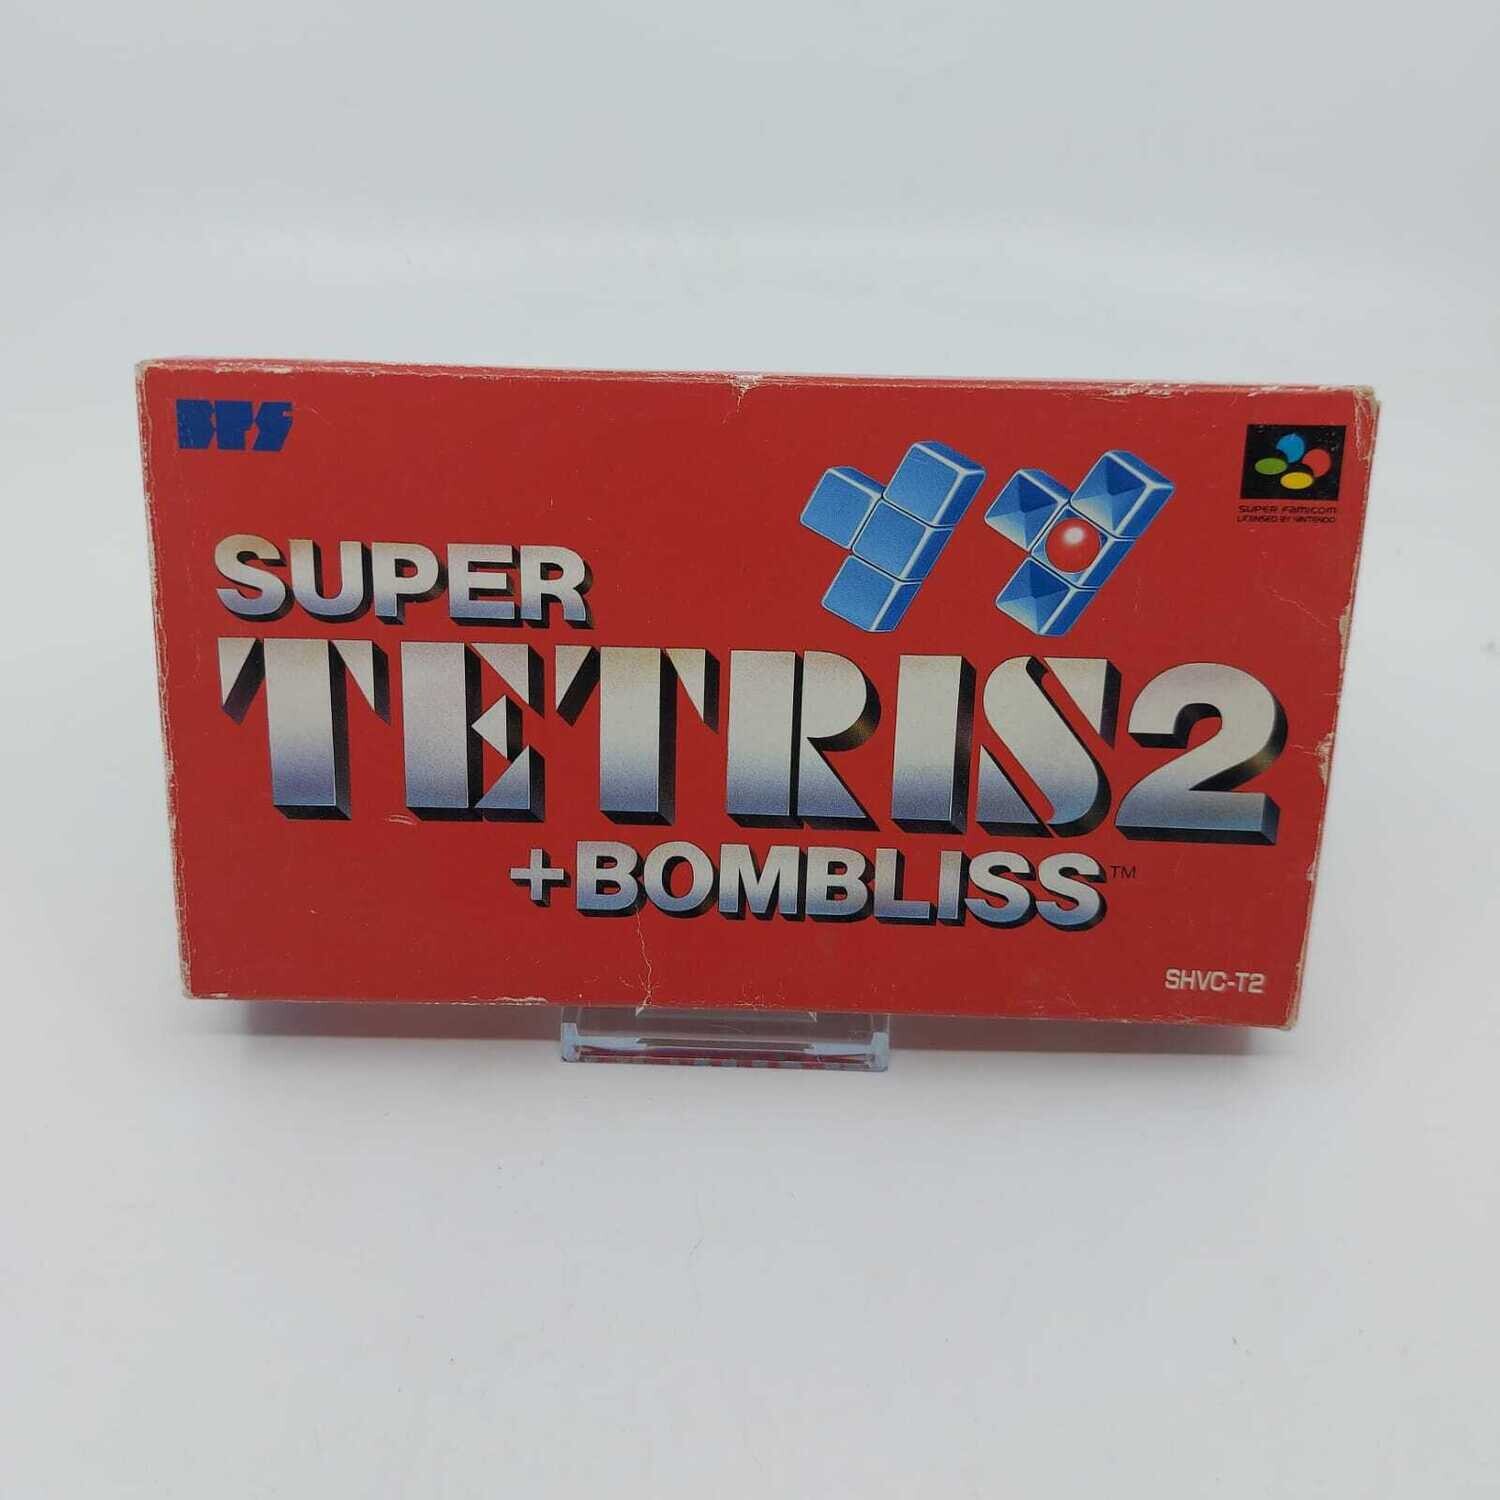 BPS
SUPER FAMICOM
LICENSED BY NINTENDO
SUPER
TETRIS2
+BOMBLISS™
SHVC-T2